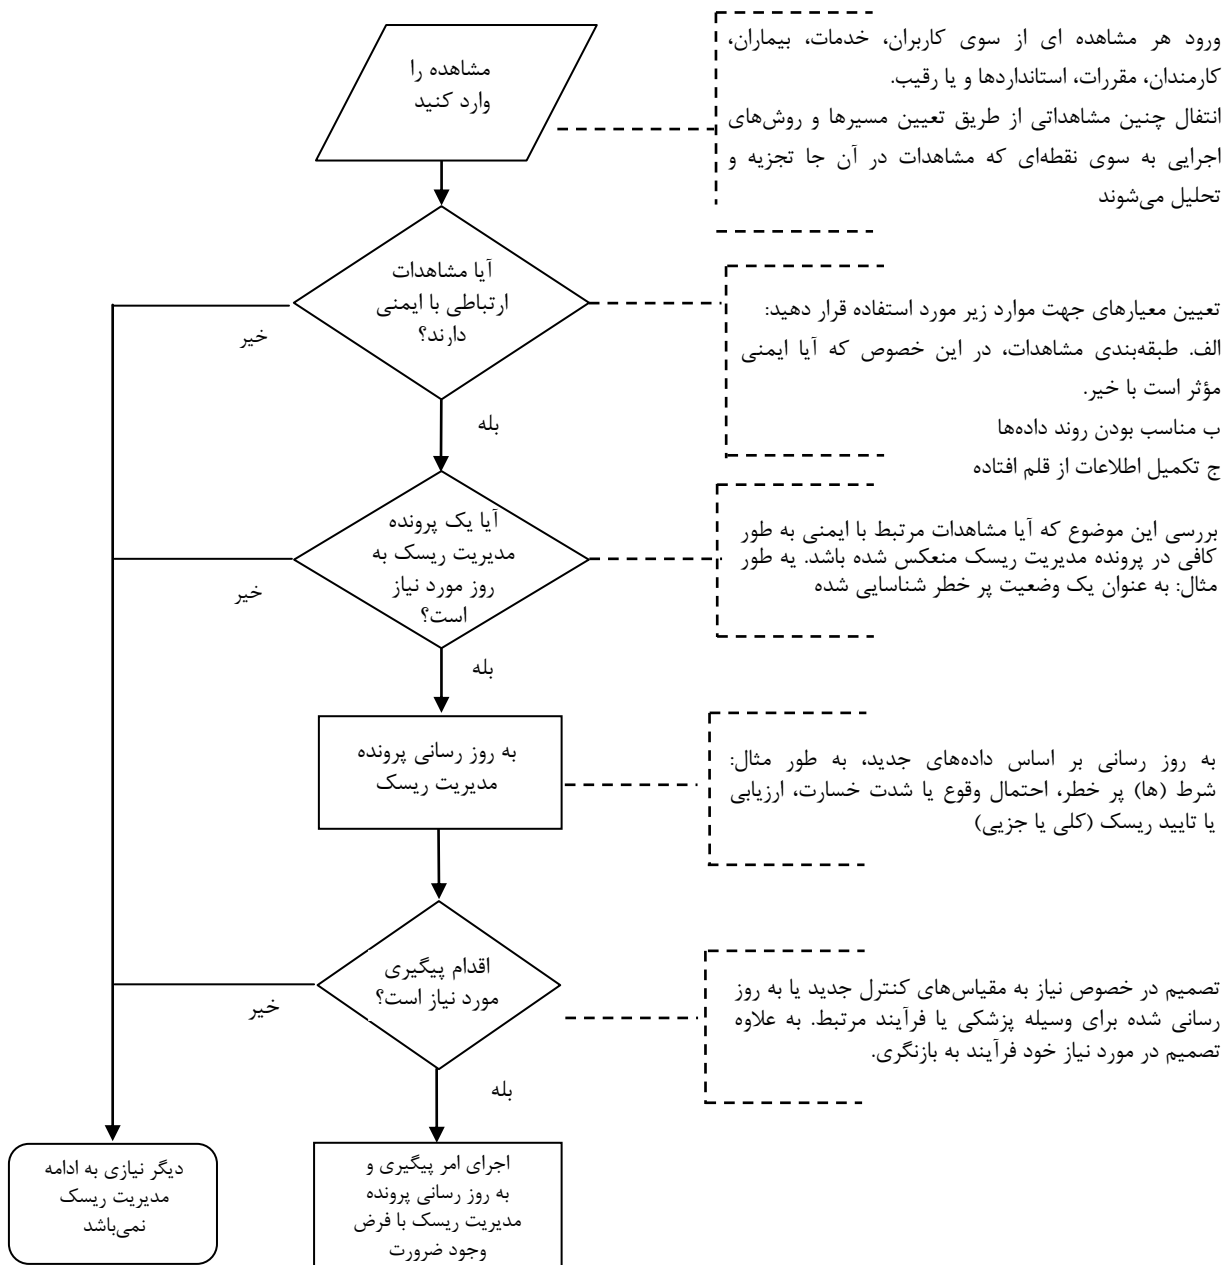 مشاهده را
وارد کنید
ورود هر مشاهده ای از سوی کاربران، خدمات، بیماران،
کارمندان، مقررات، استانداردها و یا رقیب.
انتقال چنین مشاهداتی از طریق تعیین مسیرها و روش‌های
اجرایی به سوی نقطه‌ای که مشاهدات در آن جا تجزیه و
تحلیل می‌شوند
آیا مشاهدات
ارتباطی با ایمنی
دارند؟
خیر
بله
تعیین معیارهای جهت موارد زیر مورد استفاده قرار دهید:
الف. طبقه‌بندی مشاهدات، در این خصوص که آیا ایمنی
مؤثر است با خیر.
ب مناسب بودن روند داده‌ها
ج تکمیل اطلاعات از قلم افتاده
آیا یک پرونده
مدیریت ریسک به
روز مورد نیاز
است؟
خیر
بله
بررسی این موضوع که آیا مشاهدات مرتبط با ایمنی به طور
کافی در پرونده مدیریت ریسک منعکس شده باشد. یه طور
مثال: به عنوان یک وضعیت پر خطر شناسایی شده
به روز رسانی پرونده
مدیریت ریسک
به روز رسانی بر اساس داده‌های جدید، به طور مثال:
شرط (ها) پر خطر، احتمال وقوع یا شدت خسارت، ارزیابی
یا تایید ریسک (کلی یا جزیی)
اقدام پیگیری
مورد نیاز است؟
خیر
بله
تصمیم در خصوص نیاز به مقیاس‌های کنترل جدید یا به روز
رسانی شده برای وسیله پزشکی یا فرآیند مرتبط. به علاوه
تصمیم در مورد نیاز خود فرآیند به بازنگری.
دیگر نیازی به ادامه
مدیریت ریسک
نمی‌باشد
اجرای امر پیگیری و
به روز رسانی پرونده
مدیریت ریسک با فرض
وجود ضرورت